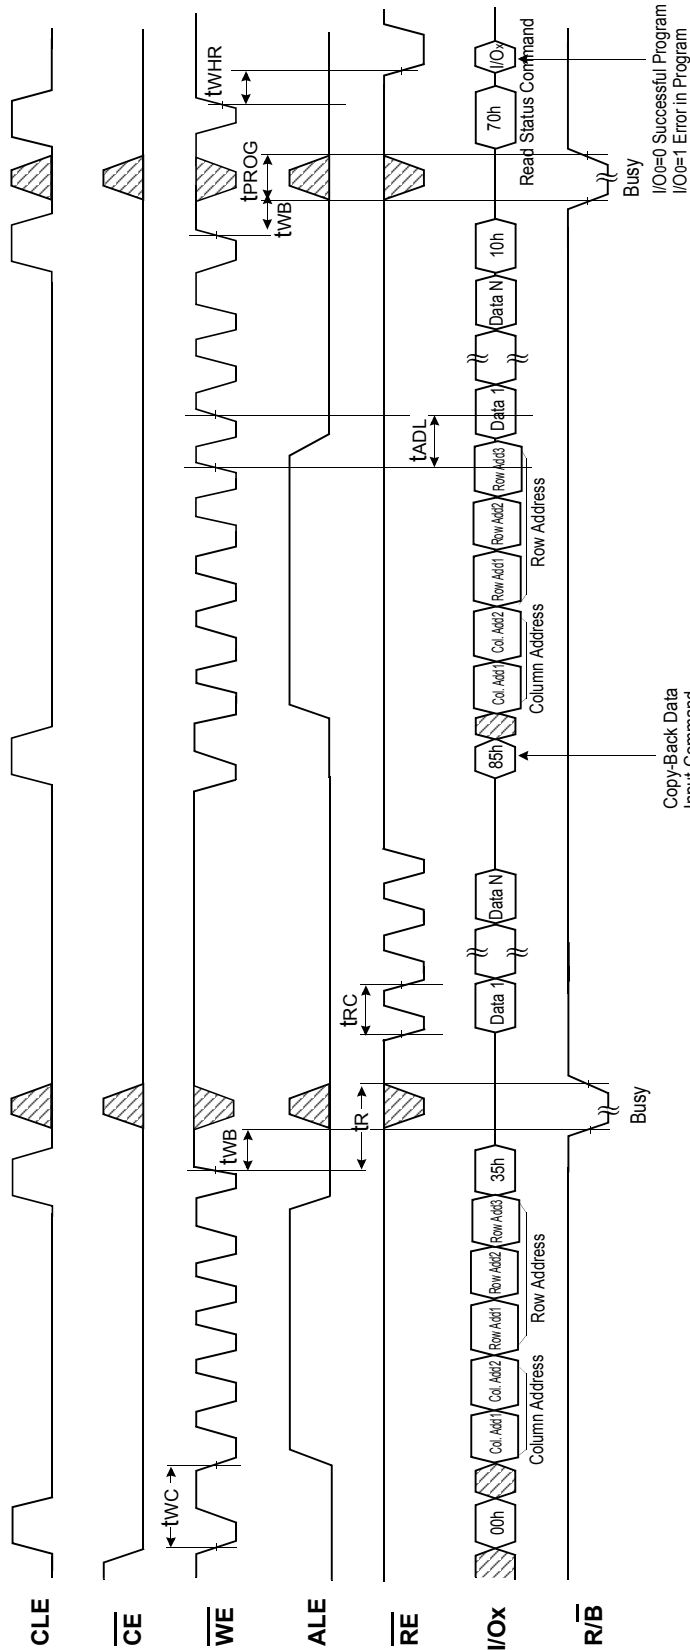 CLE
CE
WE
ALE
RE
I/Ox
R/B
tWC
tWB
tWB
tPROG
tWHR
tR
tRC
tADL
00h
Col. Add1
Col. Add2
Row Add1
Row Add2
Row Add3
35h
Data 1
Data N
85h
Col. Add1
Col. Add2
Row Add1
Row Add2
Row Add3
Data 1
Data N
10h
70h
I/Ox
Column Address
Row Address
Column Address
Row Address
Read Status Command
Busy
Busy
Copy-Back Data
Input Command
I/O0=0 Successful Program
I/O0=1 Error in Program